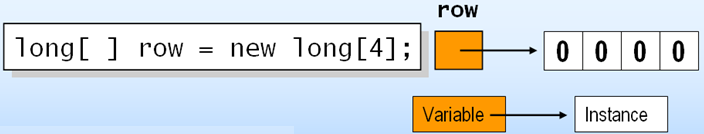 row
long[ ] row = new long[4];
0 0 0 0
Variable
Instance